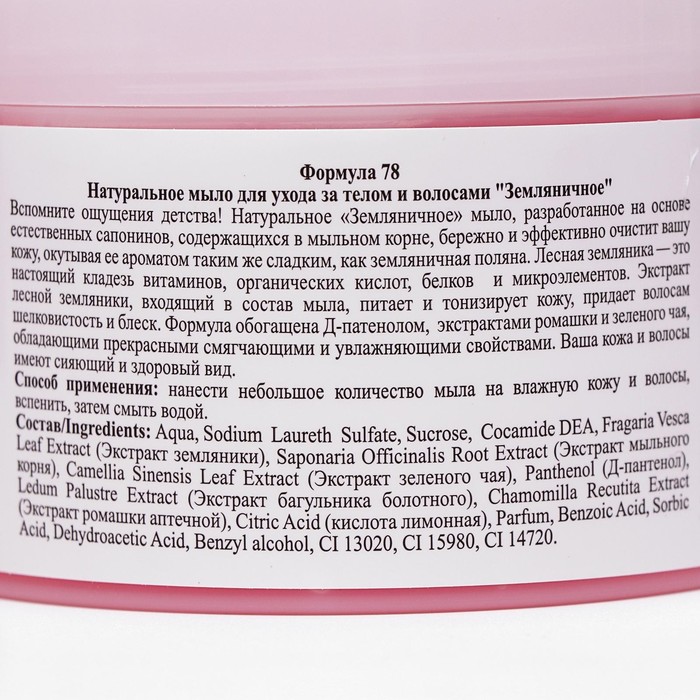 Формула 78
Натуральное мыло для ухода за телом и волосами "Земляничное"
Вспомните ощущения детства! Натуральное «Земляничное» мыло, разработанное на основе
естественных сапонинов, содержащихся в мыльном корне, бережно и эффективно очистит вашу
кожу, окутывая ее ароматом таким же сладким, как земляничная поляна. Лесная земляника — это
настоящий кладезь витаминов, органических кислот, белков и микроэлементов. Экстракт
лесной земляники, входящий в состав мыла, питает и тонизирует кожу, придает волосам
шелковистость и блеск. Формула обогащена Д-патенолом, экстрактами ромашки и зеленого чая,
обладающими прекрасными смягчающими и увлажняющими свойствами. Ваша кожа и волосы
имеют сияющий и здоровый вид.
Способ применения: нанести небольшое количество мыла на влажную кожу и волосы,
вспенить, затем смыть водой.
Состав/Ingredients: Aqua, Sodium Laureth Sulfate, Sucrose, Cocamide DEA, Fragaria Vesca
Leaf Extract (Экстракт земляники), Saponaria Officinalis Root Extract (Экстракт мыльного
корня), Camellia Sinensis Leaf Extract (Экстракт зеленого чая), Panthenol (Д-пантенол),
Ledum Palustre Extract (Экстракт багульника болотного), Chamomilla Recutita Extract
(Экстракт ромашки аптечной), Citric Acid (кислота лимонная), Parfum, Benzoic Acid, Sorbic
Acid, Dehydroacetic Acid, Benzyl alcohol, CI 13020, CI 15980, CI 14720.